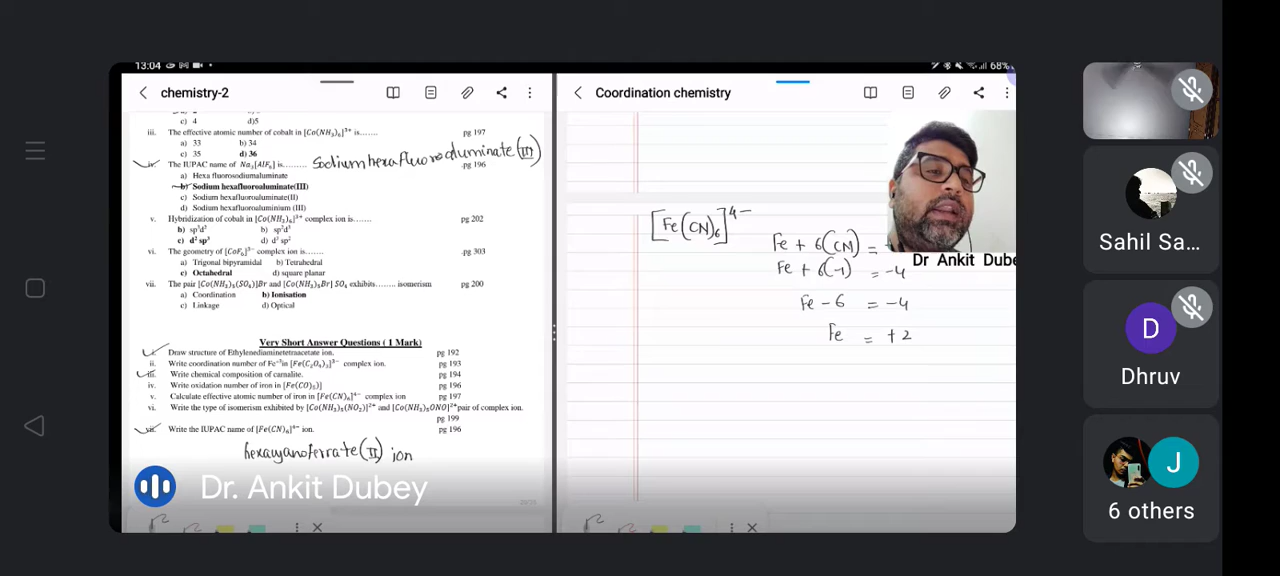 13:04
68%
chemistry-2
c) 4 d)5
iii. The effective atomic number of cobalt in [Co(NH₃)₆]³⁺ is....... pg 197
a) 33 b) 34
c) 35 d) 36
iv. The IUPAC name of Na₃[AlF₆] is......... Sodium hexafluoroaluminate(III) pg 196
a) Hexa fluorosodiumaluminate
b) Sodium hexafluoroaluminate(III)
c) Sodium hexafluoroaluminate(II)
d) Sodium hexafluoroaluminium (III)
v. Hybridization of cobalt in [Co(NH₃)₆]³⁺ complex ion is....... pg 202
b) sp³d² b) sp³d³
c) d² sp³ d) d² sp²
vi. The geometry of [CoF₆]³⁻ complex ion is....... pg 303
a) Trigonal bipyramidal b) Tetrahedral
c) Octahedral d) square planar
vii. The pair [Co(NH₃)₅(SO₄)]Br and [Co(NH₃)₅Br] SO₄ exhibits........ isomerism pg 200
a) Coordination b) Ionisation
c) Linkage d) Optical
Very Short Answer Questions ( 1 Mark)
i. Draw structure of Ethylenediaminetetraacetate ion. pg 192
ii. Write coordination number of Fe⁺³in [Fe(C₂O₄)₃]³⁻ complex ion. pg 193
iii. Write chemical composition of carnalite. pg 194
iv. Write oxidation number of iron in [Fe(CO)₅] pg 196
v. Calculate effective atomic number of iron in [Fe(CN)₆]⁴⁻ complex ion pg 197
vi. Write the type of isomerism exhibited by [Co(NH₃)₅(NO₂)]²⁺ and [Co(NH₃)₅ONO]²⁺pair of complex ion.
pg 199
vii. Write the IUPAC name of [Fe(CN)₆]⁴⁻ ion. pg 196
hexacyanoferrate(II) ion
Dr. Ankit Dubey
Coordination chemistry
[Fe(CN)₆]⁴⁻
Fe + 6(CN) =
Fe + 6(-1) = -4
Fe - 6 = -4
Fe = +2
Dr Ankit Dube
Sahil Sa...
D
Dhruv
J
6 others